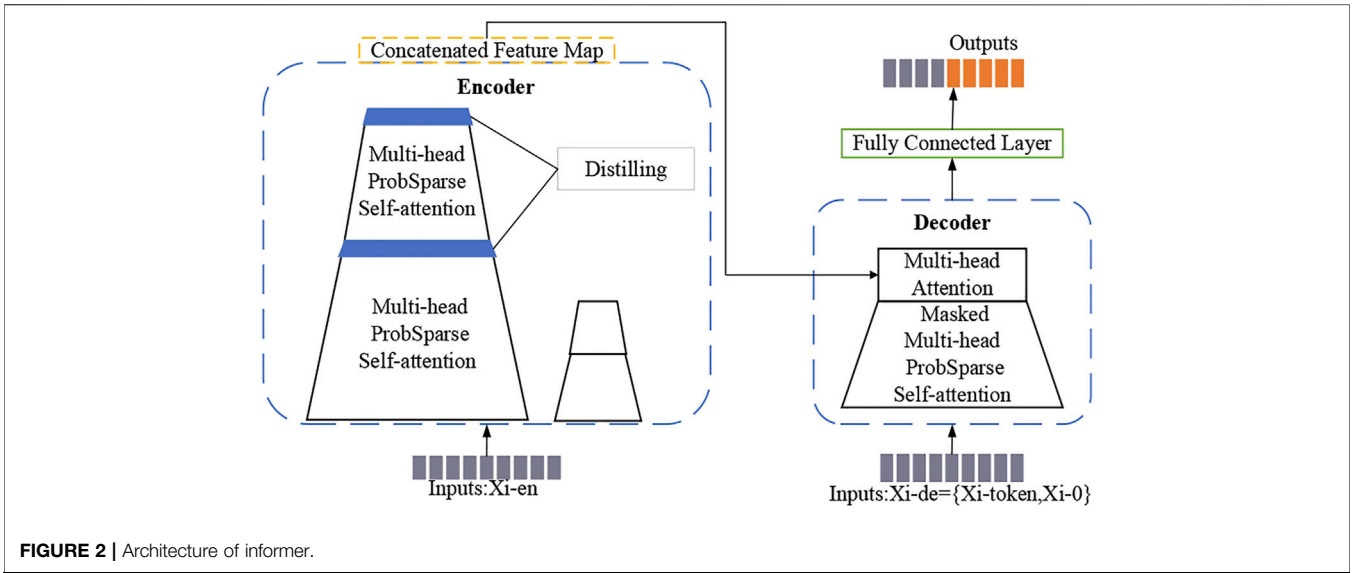 Concatenated Feature Map
Encoder
Multi-head
ProbSparse
Self-attention
Distilling
Multi-head
ProbSparse
Self-attention
Inputs:Xi-en
Outputs
Fully Connected Layer
Decoder
Multi-head
Attention
Masked
Multi-head
ProbSparse
Self-attention
Inputs:Xi-de={Xi-token,Xi-0}
FIGURE 2 | Architecture of informer.